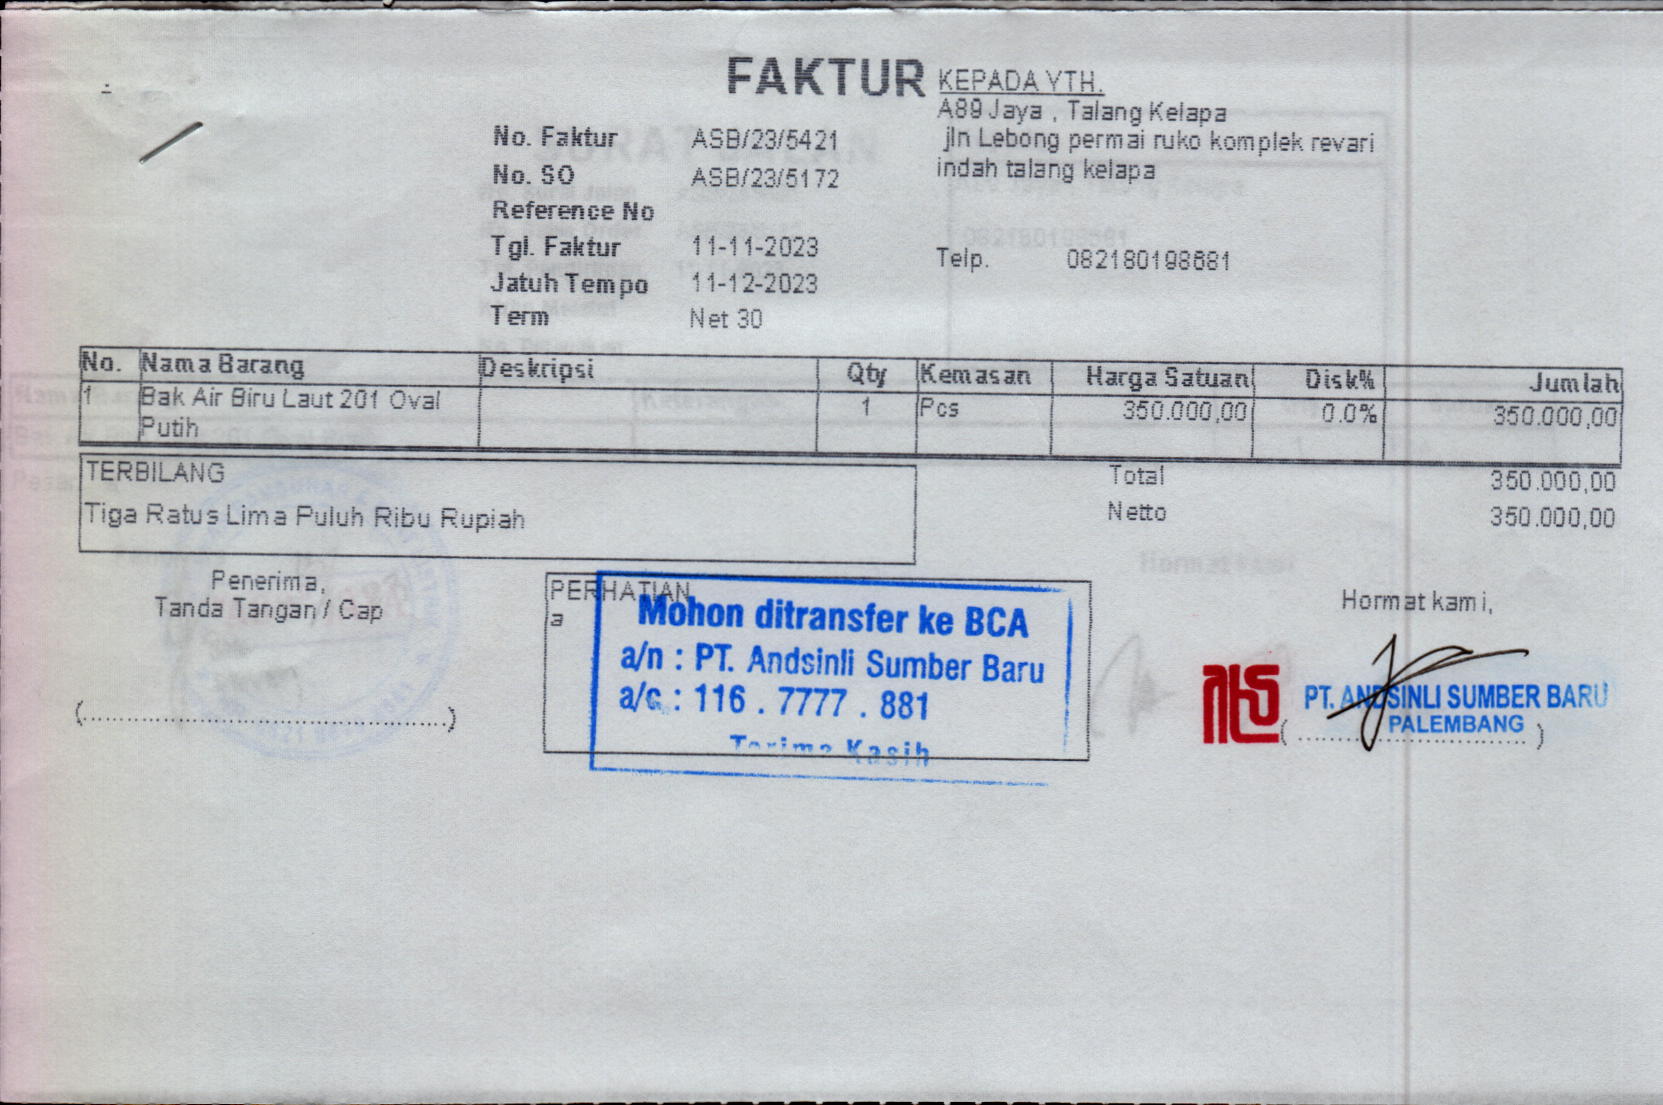 FAKTUR
KEPADA YTH.
A89 Jaya , Talang Kelapa
jln Lebong permai ruko komplek revari
indah talang kelapa
Telp. 082180198681
No. Faktur ASB/23/5421
No. SO ASB/23/5172
Reference No
Tgl. Faktur 11-11-2023
Jatuh Tempo 11-12-2023
Term Net 30
No. Nama Barang Deskripsi Qty Kemasan Harga Satuan Disk% Jumlah
1 Bak Air Biru Laut 201 Oval 1 Pcs 350.000,00 0.0% 350.000,00
Putih
TERBILANG
Tiga Ratus Lima Puluh Ribu Rupiah
Total 350.000,00
Netto 350.000,00
Penerima,
Tanda Tangan / Cap
(....................................................)
PERHATIAN
a
Mohon ditransfer ke BCA
a/n : PT. Andsinli Sumber Baru
a/c. : 116 . 7777 . 881
Terima Kasih
Hormat kami,
PT. ANDSINLI SUMBER BARU
PALEMBANG
(................................)